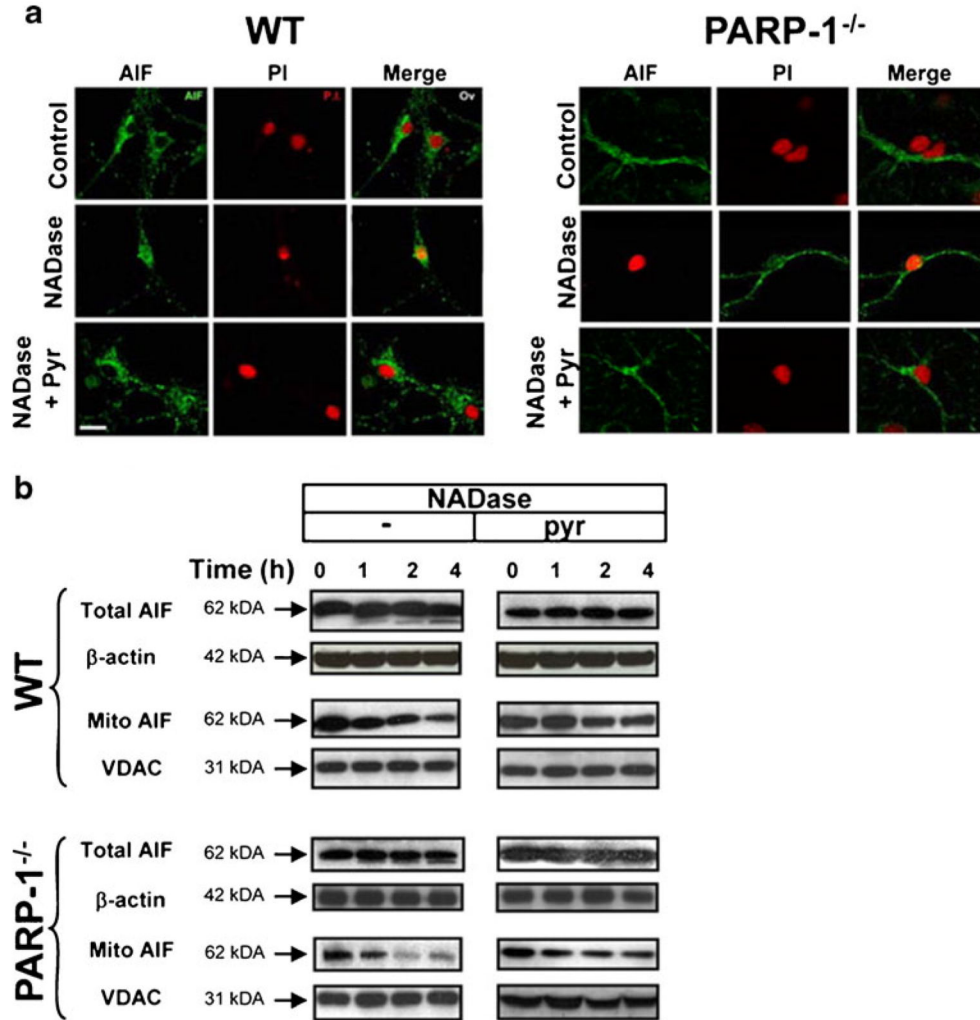 a
WT
PARP-1-/-
AIF PI Merge
AIF PI Merge
AIF P.I. Ov
Control
Control
NADase
NADase
NADase + Pyr
NADase + Pyr
b
NADase
- pyr
Time (h) 0 1 2 4 0 1 2 4
WT
Total AIF 62 kDA
β-actin 42 kDA
Mito AIF 62 kDA
VDAC 31 kDA
PARP-1-/-
Total AIF 62 kDA
β-actin 42 kDA
Mito AIF 62 kDA
VDAC 31 kDA